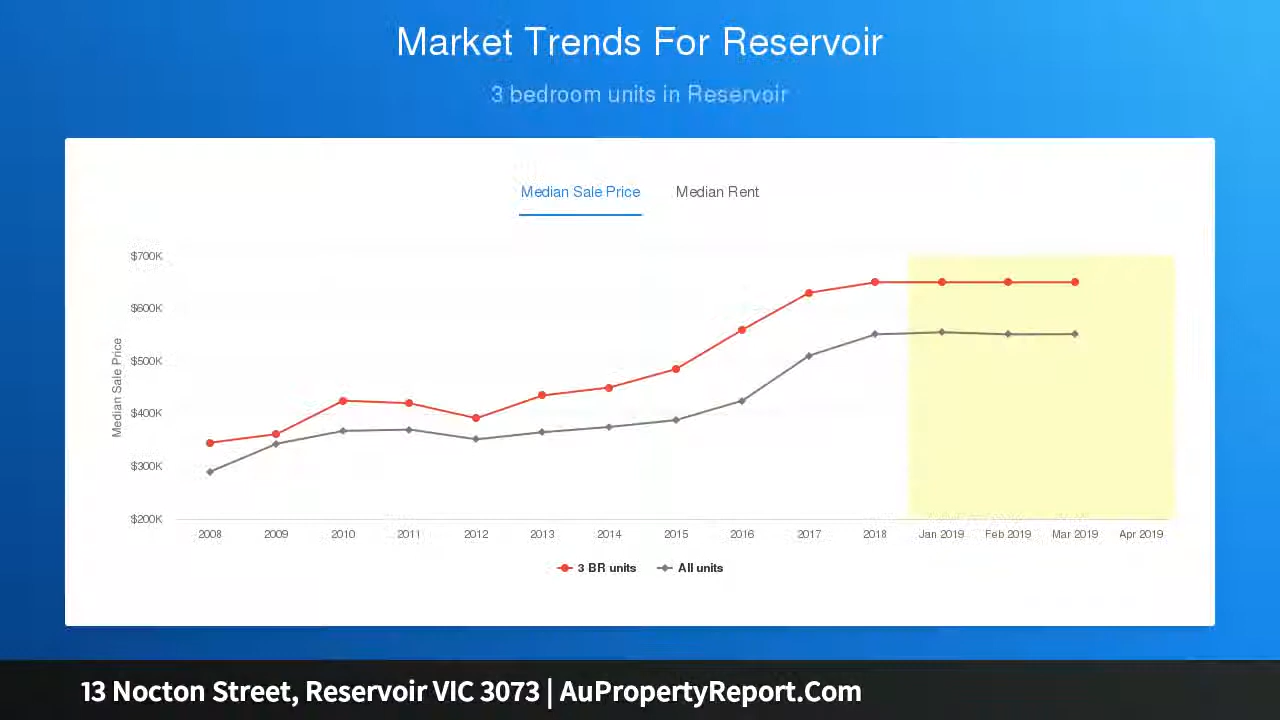 Market Trends For Reservoir
3 bedroom units in Reservoir
Median Sale Price Median Rent
Median Sale Price
$700K
$600K
$500K
$400K
$300K
$200K
2008 2009 2010 2011 2012 2013 2014 2015 2016 2017 2018 Jan 2019 Feb 2019 Mar 2019 Apr 2019
3 BR units All units
13 Nocton Street, Reservoir VIC 3073 | AuPropertyReport.Com